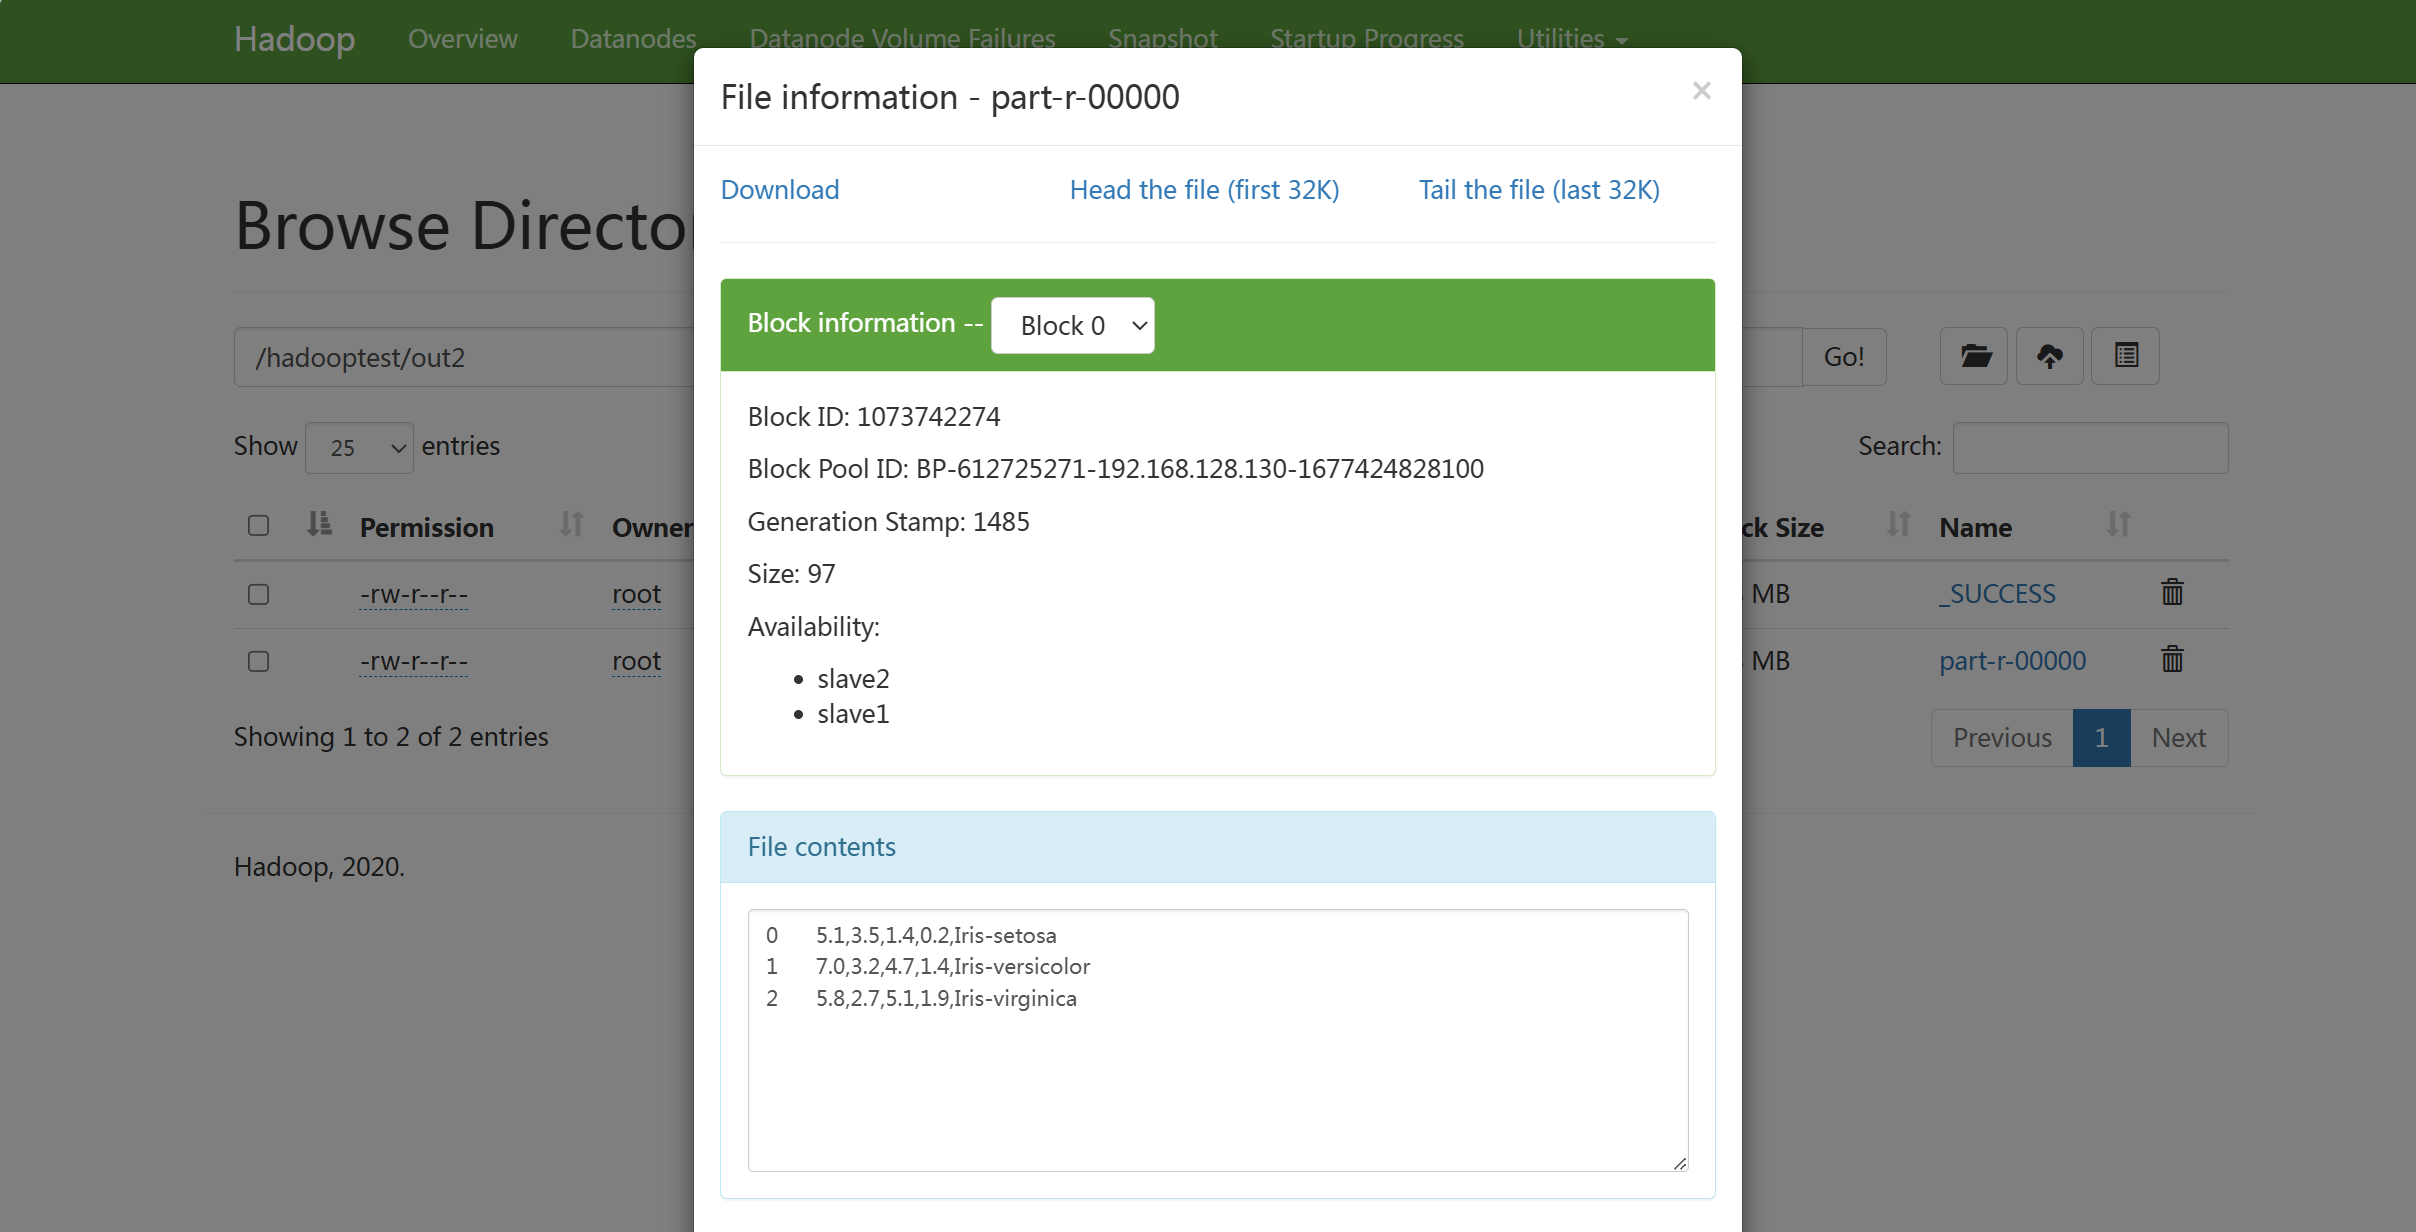 Hadoop Overview Datanodes Datanode Volume Failures Snapshot Startup Progress Utilities
File information - part-r-00000 ×
Download Head the file (first 32K) Tail the file (last 32K)
Browse
Block information -- Block 0
/hadooptest/out2 Go!
Block ID: 1073742274
Show 25 entries Search:
Block Pool ID: BP-612725271-192.168.128.130-1677424828100
Permission Owner Size Name
Generation Stamp: 1485
Size: 97
-rw-r--r-- root MB _SUCCESS
Availability:
-rw-r--r-- root MB part-r-00000
slave2
slave1
Showing 1 to 2 of 2 entries Previous 1 Next
File contents
Hadoop, 2020.
0 5.1,3.5,1.4,0.2,Iris-setosa
1 7.0,3.2,4.7,1.4,Iris-versicolor
2 5.8,2.7,5.1,1.9,Iris-virginica